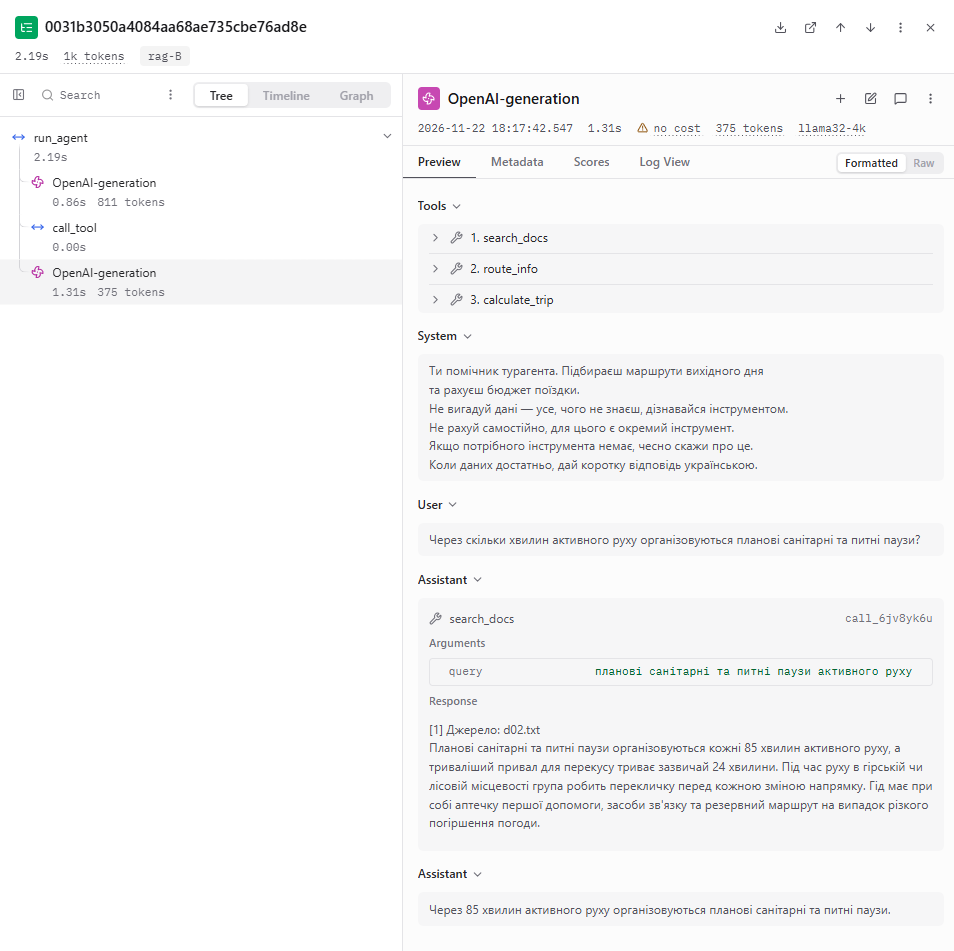 0031b3050a4084aa68ae735cbe76ad8e
2.19s 1k tokens rag-B
Search
Tree Timeline Graph
run_agent
2.19s
OpenAI-generation
0.86s 811 tokens
call_tool
0.00s
OpenAI-generation
1.31s 375 tokens
OpenAI-generation
2026-11-22 18:17:42.547 1.31s no cost 375 tokens llama32-4k
Preview Metadata Scores Log View Formatted Raw
Tools
1. search_docs
2. route_info
3. calculate_trip
System
Ти помічник турагента. Підбираєш маршрути вихідного дня
та рахуєш бюджет поїздки.
Не вигадуй дані — усе, чого не знаєш, дізнавайся інструментом.
Не рахуй самостійно, для цього є окремий інструмент.
Якщо потрібного інструмента немає, чесно скажи про це.
Коли даних достатньо, дай коротку відповідь українською.
User
Через скільки хвилин активного руху організовуються планові санітарні та питні паузи?
Assistant
search_docs call_6jv8yk6u
Arguments
query планові санітарні та питні паузи активного руху
Response
[1] Джерело: d02.txt
Планові санітарні та питні паузи організовуються кожні 85 хвилин активного руху, а
триваліший привал для перекусу триває зазвичай 24 хвилини. Під час руху в гірській чи
лісовій місцевості група робить перекличку перед кожною зміною напрямку. Гід має при
собі аптечку першої допомоги, засоби зв'язку та резервний маршрут на випадок різкого
погіршення погоди.
Assistant
Через 85 хвилин активного руху організовуються планові санітарні та питні паузи.